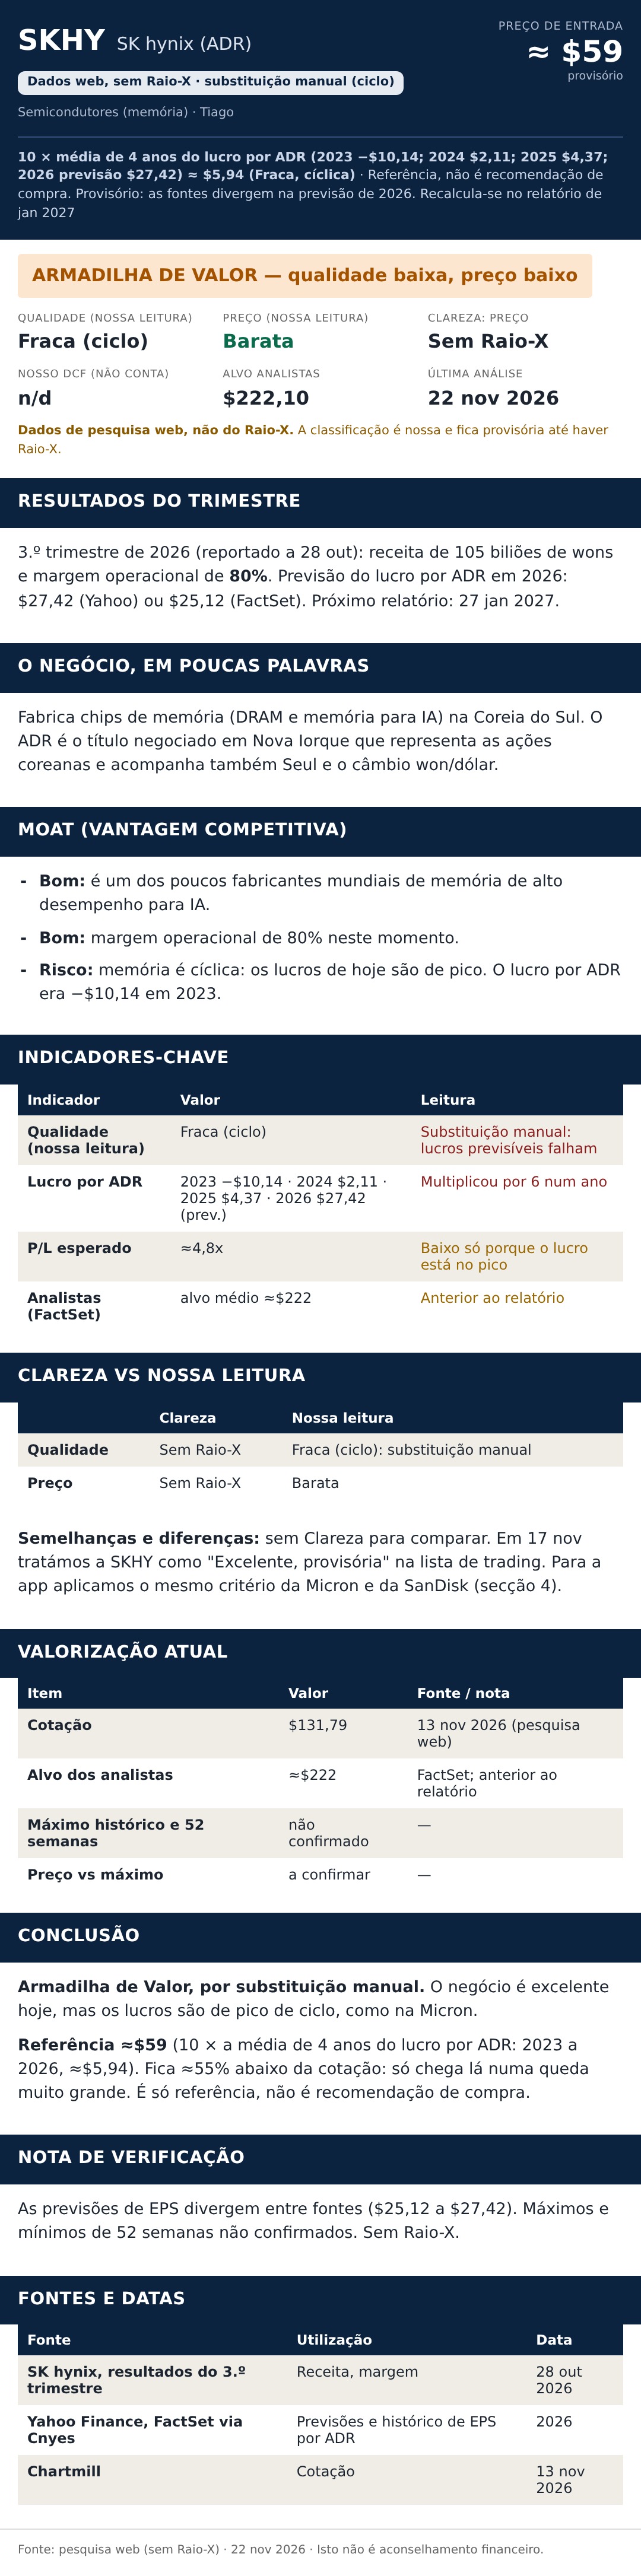 SKHY SK hynix (ADR)
PREÇO DE ENTRADA
≈ $59
provisório
Dados web, sem Raio-X · substituição manual (ciclo)
Semicondutores (memória) · Tiago
10 × média de 4 anos do lucro por ADR (2023 −$10,14; 2024 $2,11; 2025 $4,37;
2026 previsão $27,42) ≈ $5,94 (Fraca, cíclica) · Referência, não é recomendação de
compra. Provisório: as fontes divergem na previsão de 2026. Recalcula-se no relatório de
jan 2027
ARMADILHA DE VALOR — qualidade baixa, preço baixo
QUALIDADE (NOSSA LEITURA) PREÇO (NOSSA LEITURA) CLAREZA: PREÇO
Fraca (ciclo) Barata Sem Raio-X
NOSSO DCF (NÃO CONTA) ALVO ANALISTAS ÚLTIMA ANÁLISE
n/d $222,10 22 nov 2026
Dados de pesquisa web, não do Raio-X. A classificação é nossa e fica provisória até haver
Raio-X.
RESULTADOS DO TRIMESTRE
3.º trimestre de 2026 (reportado a 28 out): receita de 105 biliões de wons
e margem operacional de 80%. Previsão do lucro por ADR em 2026:
$27,42 (Yahoo) ou $25,12 (FactSet). Próximo relatório: 27 jan 2027.
O NEGÓCIO, EM POUCAS PALAVRAS
Fabrica chips de memória (DRAM e memória para IA) na Coreia do Sul. O
ADR é o título negociado em Nova Iorque que representa as ações
coreanas e acompanha também Seul e o câmbio won/dólar.
MOAT (VANTAGEM COMPETITIVA)
- Bom: é um dos poucos fabricantes mundiais de memória de alto
desempenho para IA.
- Bom: margem operacional de 80% neste momento.
- Risco: memória é cíclica: os lucros de hoje são de pico. O lucro por ADR
era −$10,14 em 2023.
INDICADORES-CHAVE
Indicador Valor Leitura
Qualidade Fraca (ciclo) Substituição manual:
(nossa leitura) lucros previsíveis falham
Lucro por ADR 2023 −$10,14 · 2024 $2,11 · Multiplicou por 6 num ano
2025 $4,37 · 2026 $27,42
(prev.)
P/L esperado ≈4,8x Baixo só porque o lucro
está no pico
Analistas alvo médio ≈$222 Anterior ao relatório
(FactSet)
CLAREZA VS NOSSA LEITURA
Clareza Nossa leitura
Qualidade Sem Raio-X Fraca (ciclo): substituição manual
Preço Sem Raio-X Barata
Semelhanças e diferenças: sem Clareza para comparar. Em 17 nov
tratámos a SKHY como "Excelente, provisória" na lista de trading. Para a
app aplicamos o mesmo critério da Micron e da SanDisk (secção 4).
VALORIZAÇÃO ATUAL
Item Valor Fonte / nota
Cotação $131,79 13 nov 2026 (pesquisa
web)
Alvo dos analistas ≈$222 FactSet; anterior ao
relatório
Máximo histórico e 52 não —
semanas confirmado
Preço vs máximo a confirmar —
CONCLUSÃO
Armadilha de Valor, por substituição manual. O negócio é excelente
hoje, mas os lucros são de pico de ciclo, como na Micron.
Referência ≈$59 (10 × a média de 4 anos do lucro por ADR: 2023 a
2026, ≈$5,94). Fica ≈55% abaixo da cotação: só chega lá numa queda
muito grande. É só referência, não é recomendação de compra.
NOTA DE VERIFICAÇÃO
As previsões de EPS divergem entre fontes ($25,12 a $27,42). Máximos e
mínimos de 52 semanas não confirmados. Sem Raio-X.
FONTES E DATAS
Fonte Utilização Data
SK hynix, resultados do 3.º Receita, margem 28 out
trimestre 2026
Yahoo Finance, FactSet via Previsões e histórico de EPS 2026
Cnyes por ADR
Chartmill Cotação 13 nov
2026
Fonte: pesquisa web (sem Raio-X) · 22 nov 2026 · Isto não é aconselhamento financeiro.